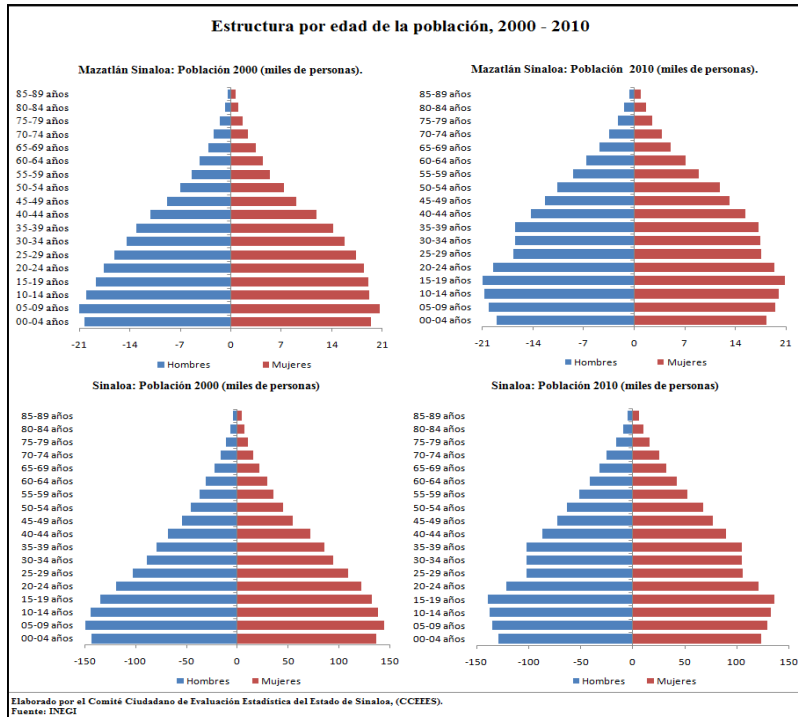 Estructura por edad de la población, 2000 - 2010
Mazatlán Sinaloa: Población 2000 (miles de personas).
85-89 años
80-84 años
75-79 años
70-74 años
65-69 años
60-64 años
55-59 años
50-54 años
45-49 años
40-44 años
35-39 años
30-34 años
25-29 años
20-24 años
15-19 años
10-14 años
05-09 años
00-04 años
-21 -14 -7 0 7 14 21
Hombres Mujeres
Mazatlán Sinaloa: Población 2010 (miles de personas).
85-89 años
80-84 años
75-79 años
70-74 años
65-69 años
60-64 años
55-59 años
50-54 años
45-49 años
40-44 años
35-39 años
30-34 años
25-29 años
20-24 años
15-19 años
10-14 años
05-09 años
00-04 años
-21 -14 -7 0 7 14 21
Hombres Mujeres
Sinaloa: Población 2000 (miles de personas)
85-89 años
80-84 años
75-79 años
70-74 años
65-69 años
60-64 años
55-59 años
50-54 años
45-49 años
40-44 años
35-39 años
30-34 años
25-29 años
20-24 años
15-19 años
10-14 años
05-09 años
00-04 años
-150 -100 -50 0 50 100 150
Hombres Mujeres
Sinaloa: Población 2010 (miles de personas)
85-89 años
80-84 años
75-79 años
70-74 años
65-69 años
60-64 años
55-59 años
50-54 años
45-49 años
40-44 años
35-39 años
30-34 años
25-29 años
20-24 años
15-19 años
10-14 años
05-09 años
00-04 años
-150 -100 -50 0 50 100 150
Hombres Mujeres
Elaborado por el Comité Ciudadano de Evaluación Estadística del Estado de Sinaloa, (CCEEES).
Fuente: INEGI